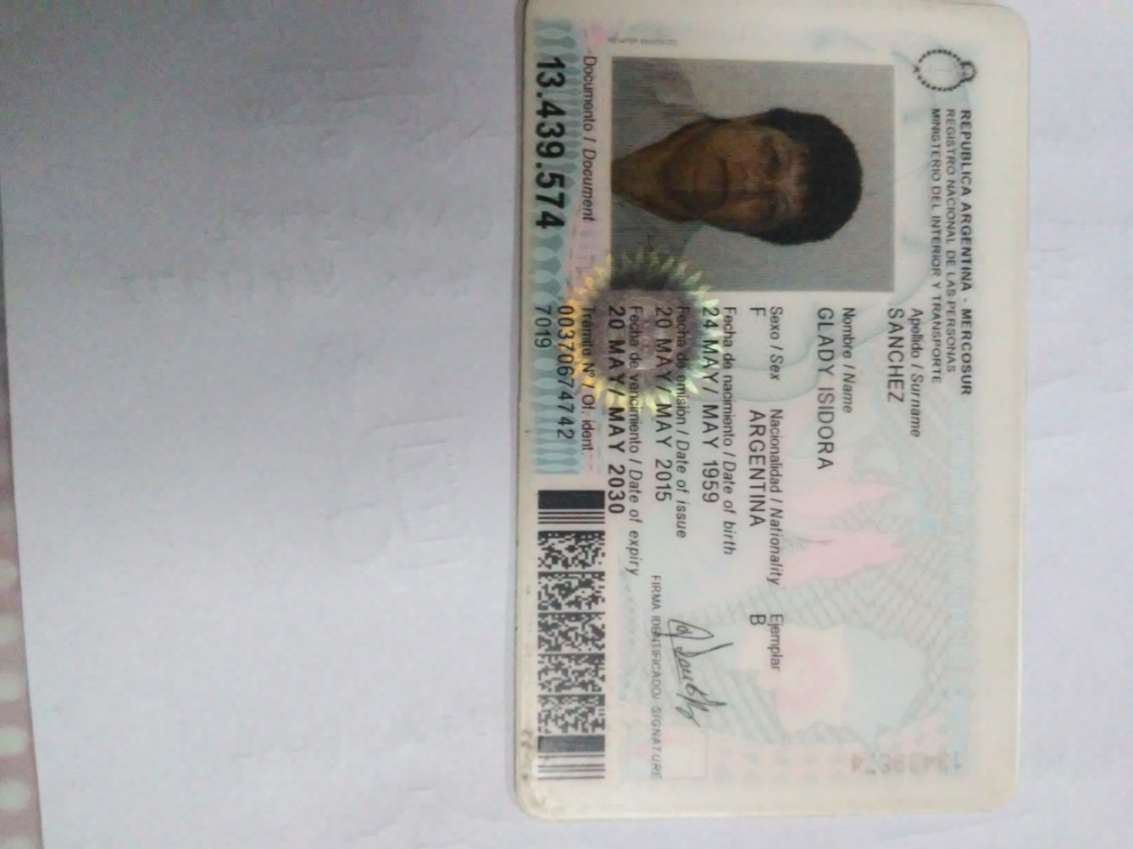 REPUBLICA ARGENTINA - MERCOSUR
REGISTRO NACIONAL DE LAS PERSONAS
MINISTERIO DEL INTERIOR Y TRANSPORTE
Apellido / Surname
SANCHEZ
Nombre / Name
GLADY ISIDORA
Sexo / Sex Nacionalidad / Nationality Ejemplar
F ARGENTINA B
Fecha de nacimiento / Date of birth
24 MAY/ MAY 1959
Fecha de emisión / Date of issue
20 MAY/ MAY 2015
Fecha de vencimiento / Date of expiry
20 MAY/ MAY 2030
FIRMA IDENTIFICADO/ SIGNATURE
Documento / Document
13.439.574
Trámite Nº / Of. ident.
00370674742
7019